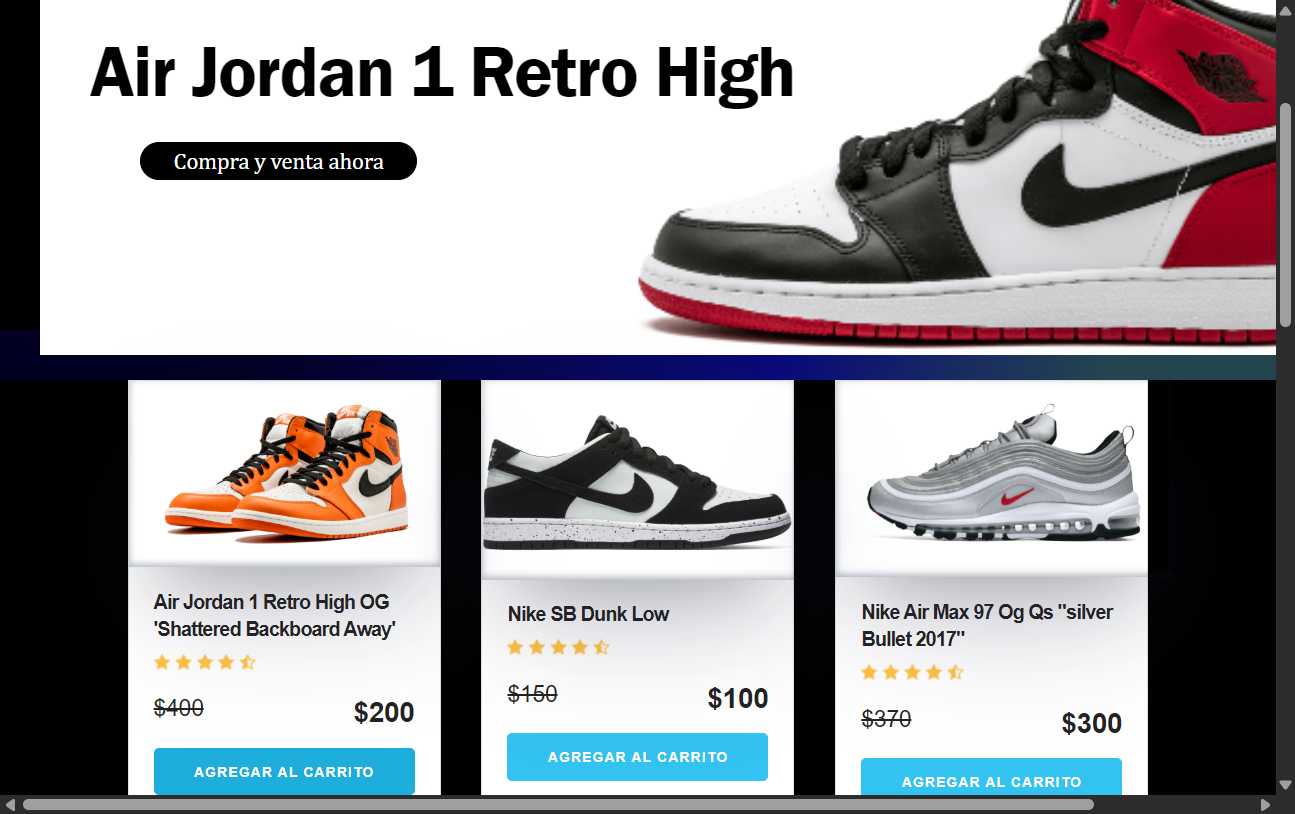 Air Jordan 1 Retro High
Compra y venta ahora
Air Jordan 1 Retro High OG
'Shattered Backboard Away'
$400
$200
AGREGAR AL CARRITO
Nike SB Dunk Low
$150
$100
AGREGAR AL CARRITO
Nike Air Max 97 Og Qs "silver
Bullet 2017"
$370
$300
AGREGAR AL CARRITO